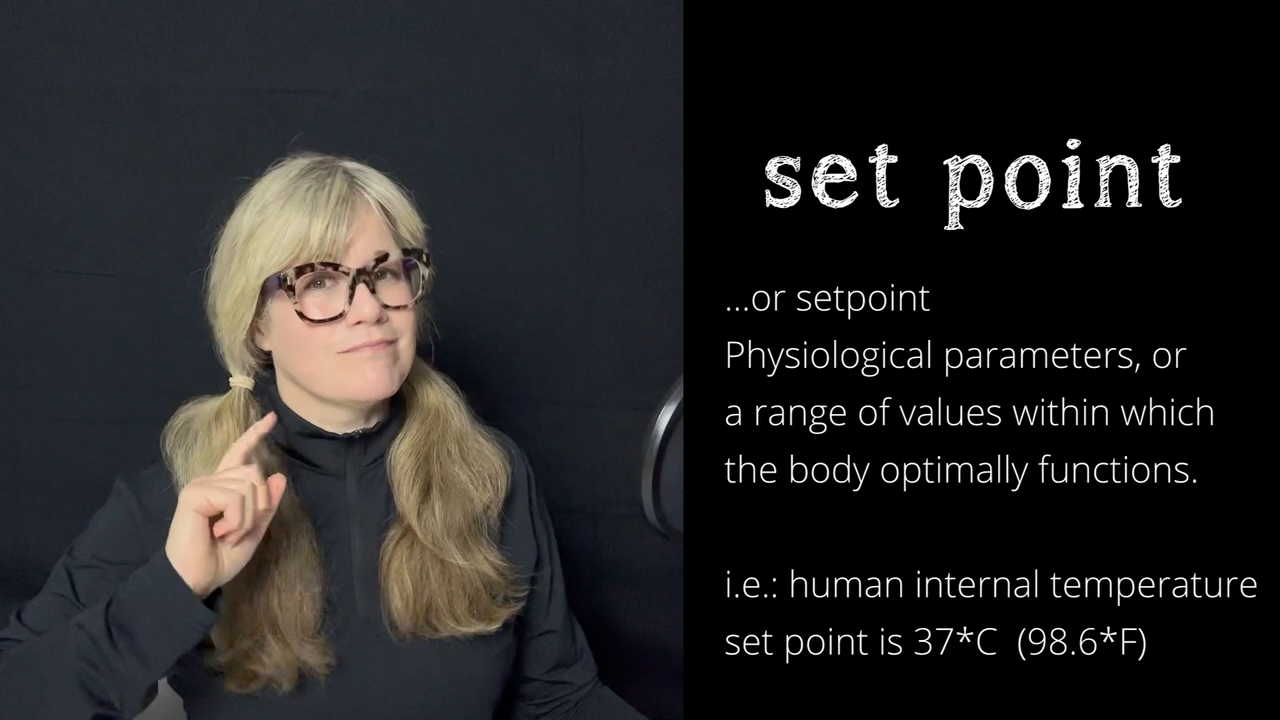 set point
...or setpoint
Physiological parameters, or
a range of values within which
the body optimally functions.
i.e.: human internal temperature
set point is 37*C (98.6*F)